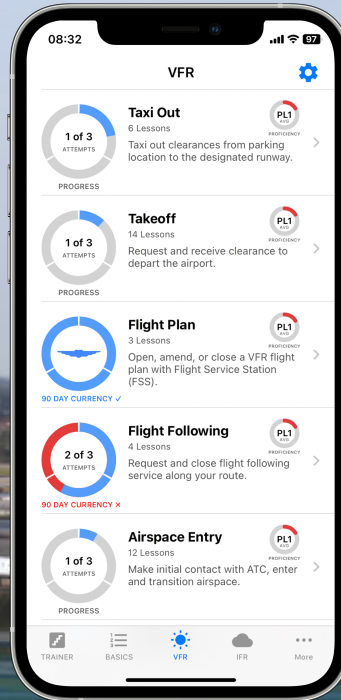 08:32
97
VFR
Taxi Out
6 Lessons
Taxi out clearances from parking
location to the designated runway.
1 of 3
ATTEMPTS
PROGRESS
PL1
AVG
PROFICIENCY
Takeoff
14 Lessons
Request and receive clearance to
depart the airport.
1 of 3
ATTEMPTS
PROGRESS
PL1
AVG
PROFICIENCY
Flight Plan
3 Lessons
Open, amend, or close a VFR flight
plan with Flight Service Station
(FSS).
90 DAY CURRENCY ✓
PL1
AVG
PROFICIENCY
Flight Following
4 Lessons
Request and close flight following
service along your route.
2 of 3
ATTEMPTS
90 DAY CURRENCY ×
PL1
AVG
PROFICIENCY
Airspace Entry
12 Lessons
Make initial contact with ATC, enter
and transition airspace.
1 of 3
ATTEMPTS
PROGRESS
PL1
AVG
PROFICIENCY
TRAINER
1
2
3
BASICS
VFR
IFR
More